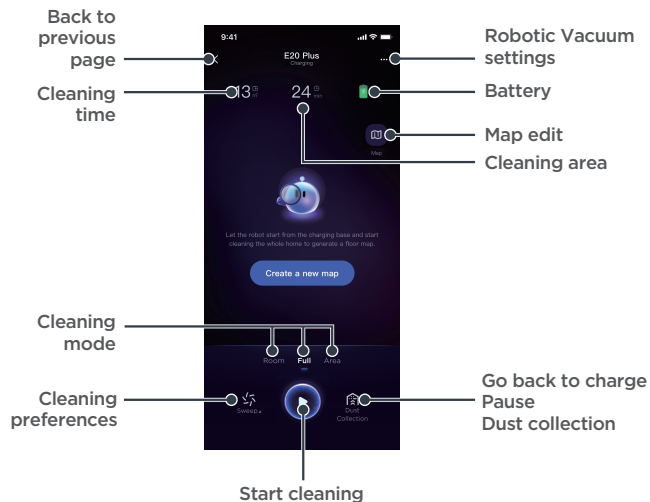 Back to
previous
page
Cleaning
time
Cleaning
mode
Cleaning
preferences
9:41
E20 Plus
Charging
13 m²
24 min
Map
Let the robot start from the charging base and start
cleaning the whole home to generate a floor map.
Create a new map
Room Full Area
Sweep
Dust
Collection
Robotic Vacuum
settings
Battery
Map edit
Cleaning area
Go back to charge
Pause
Dust collection
Start cleaning